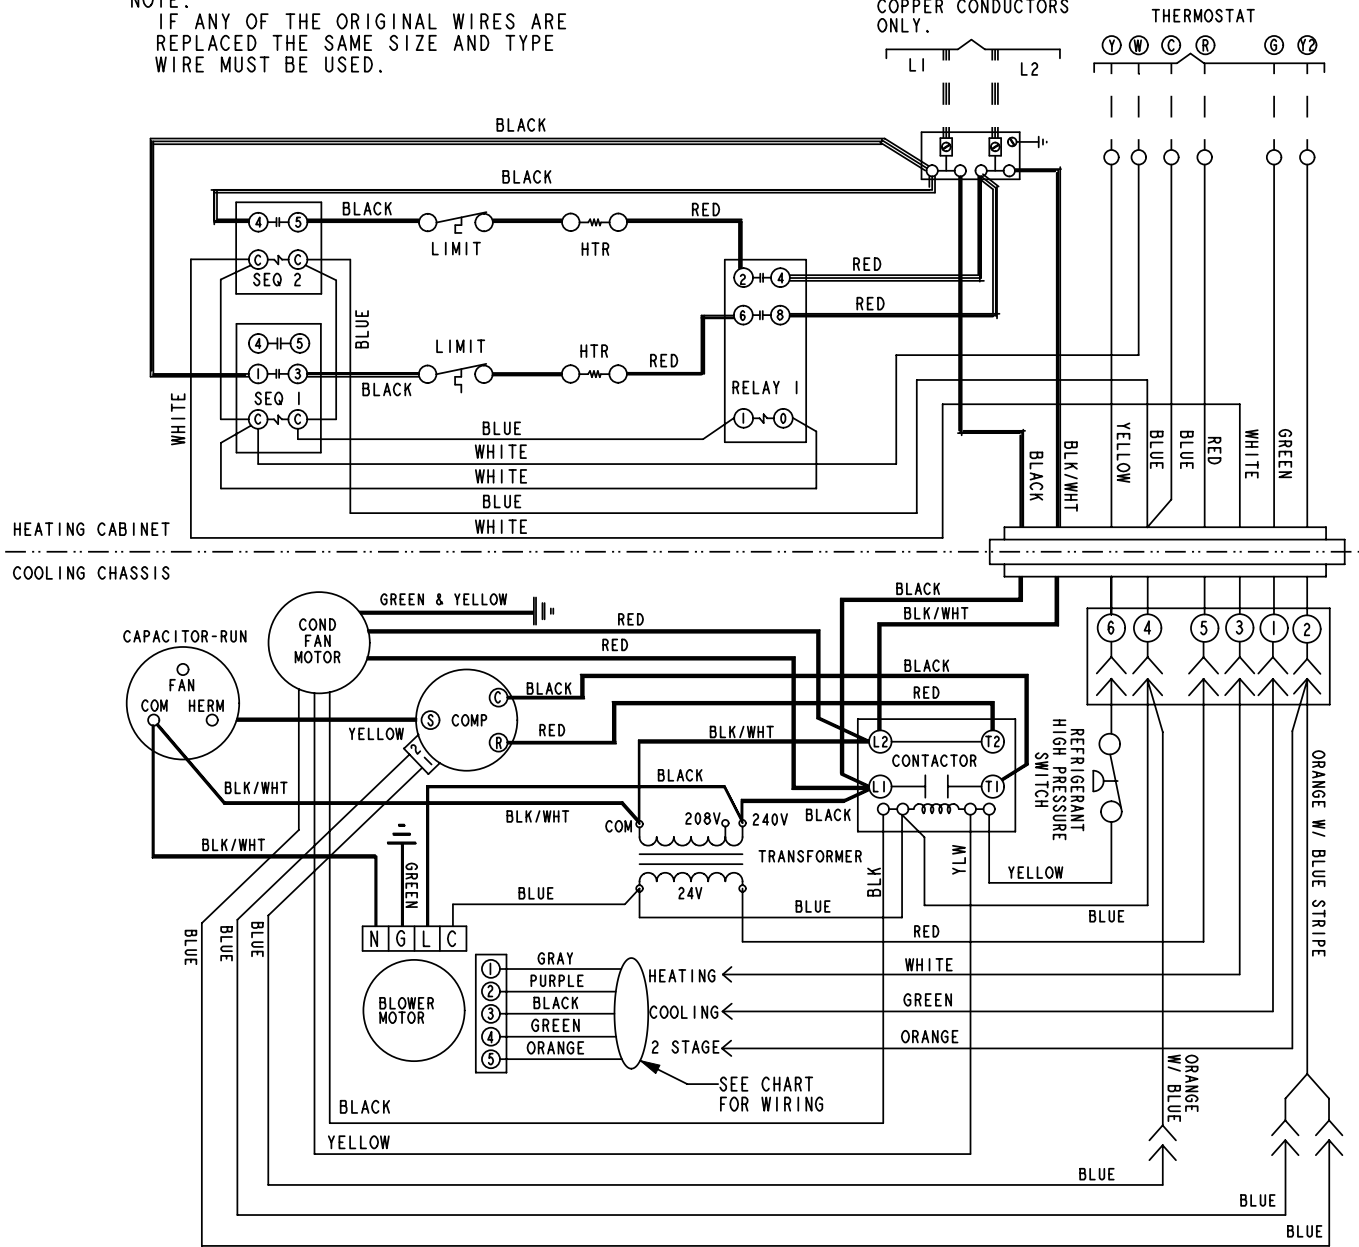 NOTE:
IF ANY OF THE ORIGINAL WIRES ARE
REPLACED THE SAME SIZE AND TYPE
WIRE MUST BE USED.
COPPER CONDUCTORS
ONLY.
L1
L2
THERMOSTAT
Y W C R G Y2
BLACK
BLACK
4 5
BLACK
LIMIT
HTR
RED
C C
SEQ 2
2 4
RED
6 8
RED
BLUE
4 5
1 3
BLACK
LIMIT
HTR
RED
SEQ 1
C C
RELAY 1
1 0
WHITE
BLUE
WHITE
WHITE
BLUE
WHITE
BLACK
BLK/WHT
YELLOW
BLUE
BLUE
RED
WHITE
GREEN
HEATING CABINET
COOLING CHASSIS
GREEN & YELLOW
COND
FAN
MOTOR
RED
RED
BLACK
BLK/WHT
6 4 5 3 1 2
CAPACITOR-RUN
FAN
COM
HERM
YELLOW
S
COMP
C
R
2 1
BLACK
RED
BLACK
RED
BLK/WHT
L2
T2
CONTACTOR
L1
T1
REFRIGERANT
HIGH PRESSURE
SWITCH
BLK/WHT
BLACK
BLK/WHT
COM
208V
240V
BLACK
TRANSFORMER
24V
BLK/WHT
GREEN
BLUE
BLUE
BLK
YLW
YELLOW
BLUE
RED
ORANGE W/ BLUE STRIPE
BLUE
BLUE
BLUE
N G L C
BLOWER
MOTOR
1 GRAY
2 PURPLE
3 BLACK
4 GREEN
5 ORANGE
HEATING
WHITE
COOLING
GREEN
2 STAGE
ORANGE
SEE CHART
FOR WIRING
ORANGE
W/ BLUE
BLACK
YELLOW
BLUE
BLUE
BLUE